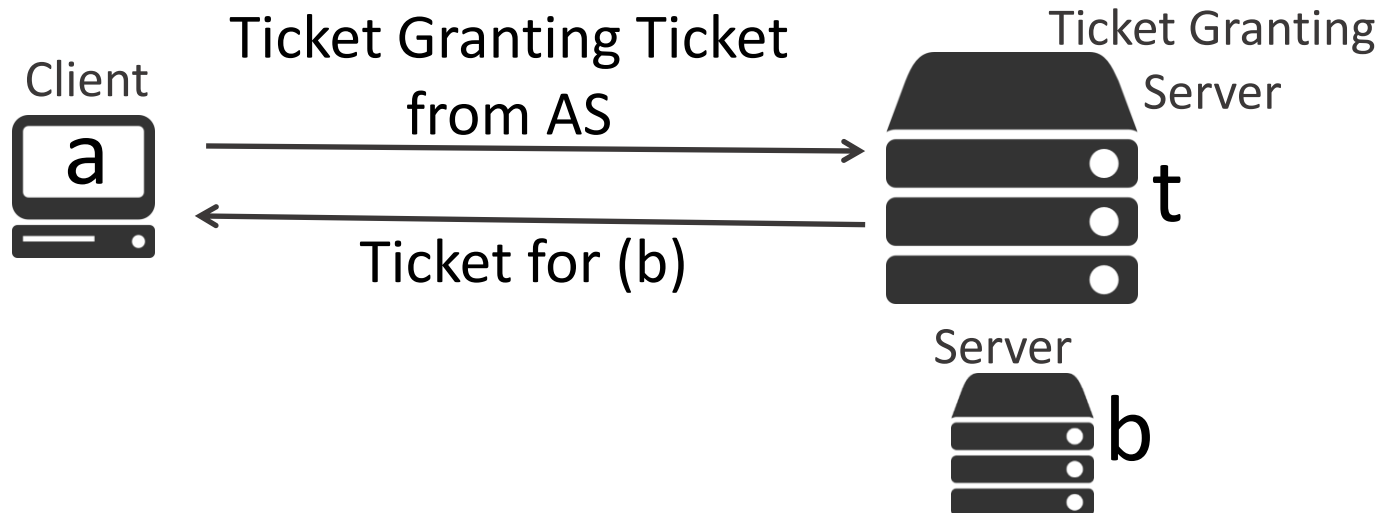 Ticket Granting Ticket
from AS
Ticket Granting
Server
Client
a
t
Ticket for (b)
Server
b